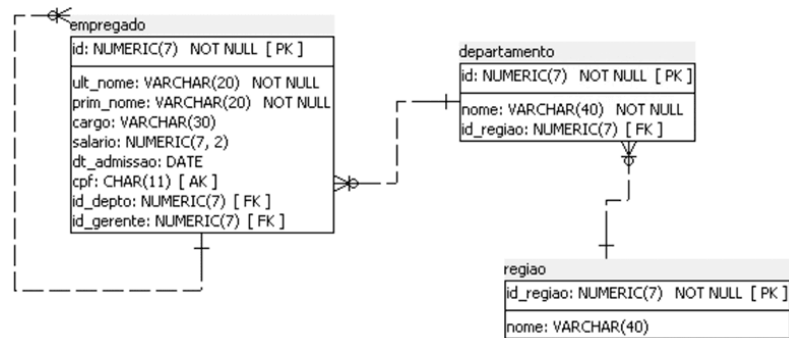 empregado
id: NUMERIC(7) NOT NULL [ PK ]
ult_nome: VARCHAR(20) NOT NULL
prim_nome: VARCHAR(20) NOT NULL
cargo: VARCHAR(30)
salario: NUMERIC(7, 2)
dt_admissao: DATE
cpf: CHAR(11) [ AK ]
id_depto: NUMERIC(7) [ FK ]
id_gerente: NUMERIC(7) [ FK ]
departamento
id: NUMERIC(7) NOT NULL [ PK ]
nome: VARCHAR(40) NOT NULL
id_regiao: NUMERIC(7) [ FK ]
regiao
id_regiao: NUMERIC(7) NOT NULL [ PK ]
nome: VARCHAR(40)